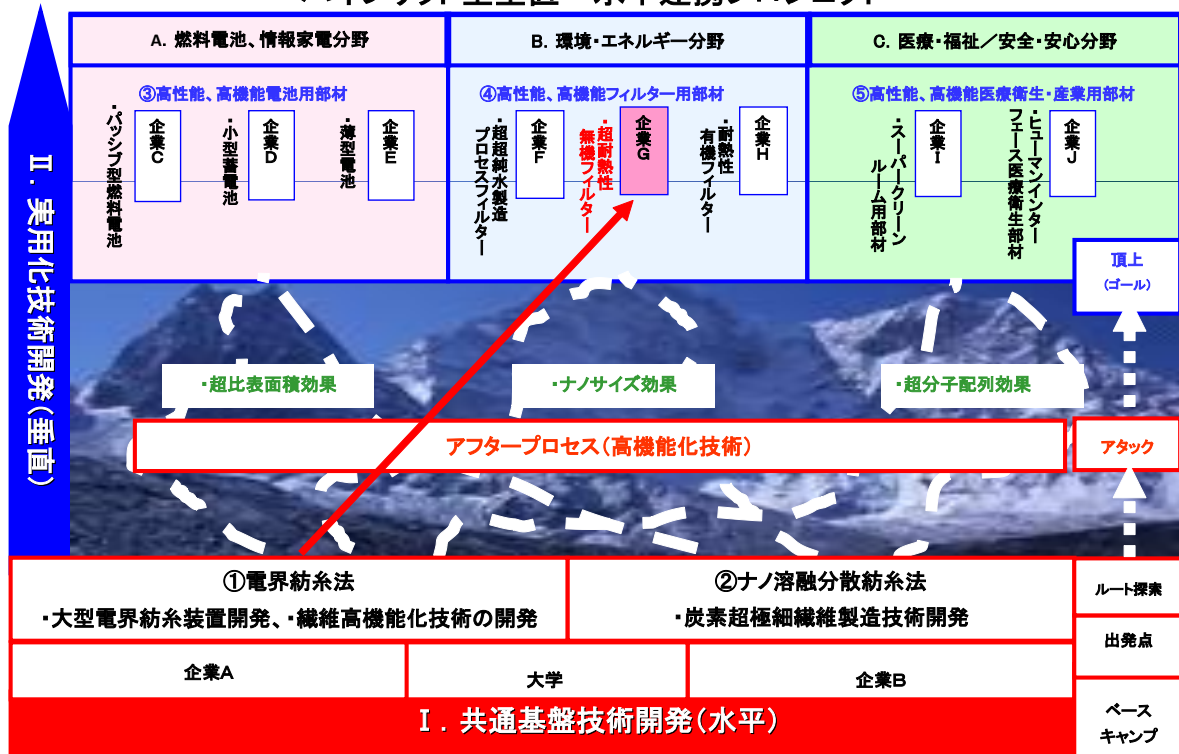 A. 燃料電池、情報家電分野
B. 環境・エネルギー分野
C. 医療・福祉／安全・安心分野
③高性能、高機能電池用部材
④高性能、高機能フィルター用部材
⑤高性能、高機能医療衛生・産業用部材
・パッシブ型燃料電池
企業C
・小型蓄電池
企業D
・薄型電池
企業E
・超超純水製造
プロセスフィルター
企業F
・超耐熱性
無機フィルター
企業G
・耐熱性
有機フィルター
企業H
・スーパークリーン
ルーム用部材
企業I
・ヒューマンインター
フェース医療衛生部材
企業J
Ⅱ．実用化技術開発(垂直)
頂上
(ゴール)
・超比表面積効果
・ナノサイズ効果
・超分子配列効果
アフタープロセス(高機能化技術)
アタック
①電界紡糸法
・大型電界紡糸装置開発、・繊維高機能化技術の開発
②ナノ溶融分散紡糸法
・炭素超極細繊維製造技術開発
ルート探索
出発点
企業A
大学
企業B
Ⅰ．共通基盤技術開発(水平)
ベース
キャンプ